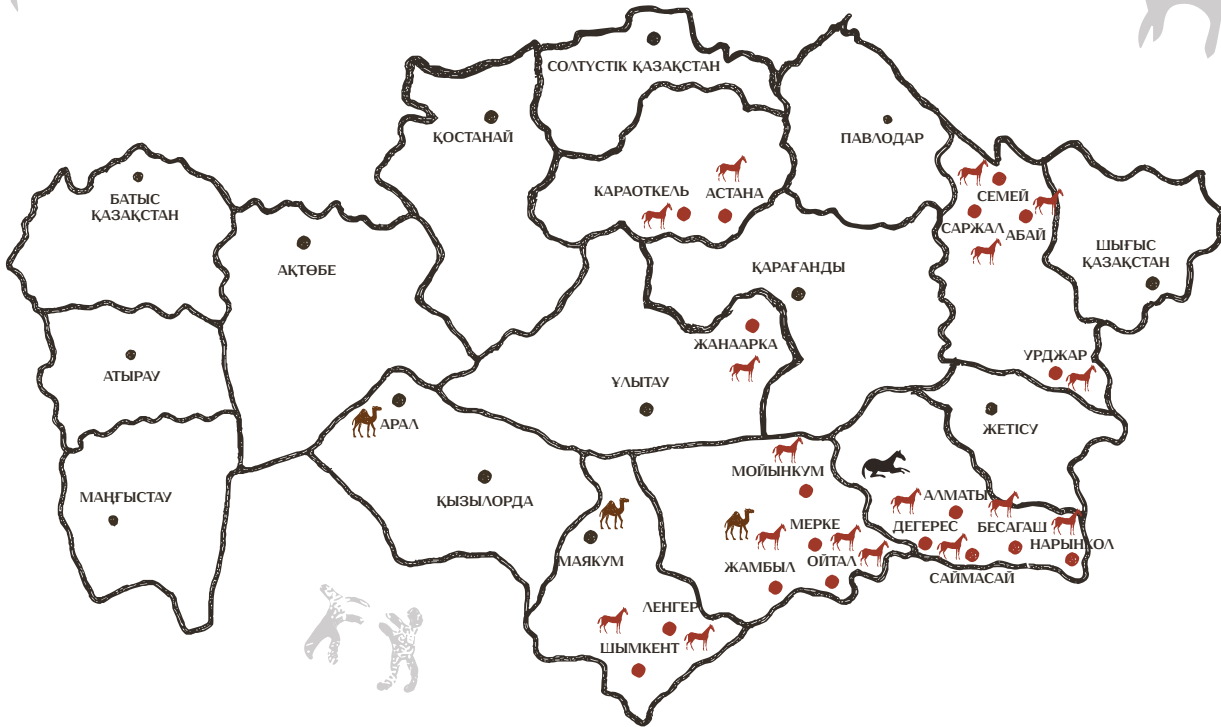 СОЛТҮСТІК ҚАЗАҚСТАН
ҚОСТАНАЙ
ПАВЛОДАР
БАТЫС
ҚАЗАҚСТАН
КАРАОТКЕЛЬ
АСТАНА
СЕМЕЙ
САРЖАЛ
АБАЙ
ШЫҒЫС
ҚАЗАҚСТАН
АҚТӨБЕ
ҚАРАҒАНДЫ
ЖАНААРКА
УРДЖАР
АТЫРАУ
ҰЛЫТАУ
АРАЛ
ЖЕТІСУ
МОЙЫНКУМ
МАҢҒЫСТАУ
ҚЫЗЫЛОРДА
АЛМАТЫ
МЕРКЕ
ДЕГЕРЕС
БЕСАГАШ
НАРЫНКОЛ
МАЯКУМ
ЖАМБЫЛ
ОЙТАЛ
САЙМАСАЙ
ЛЕНГЕР
ШЫМКЕНТ